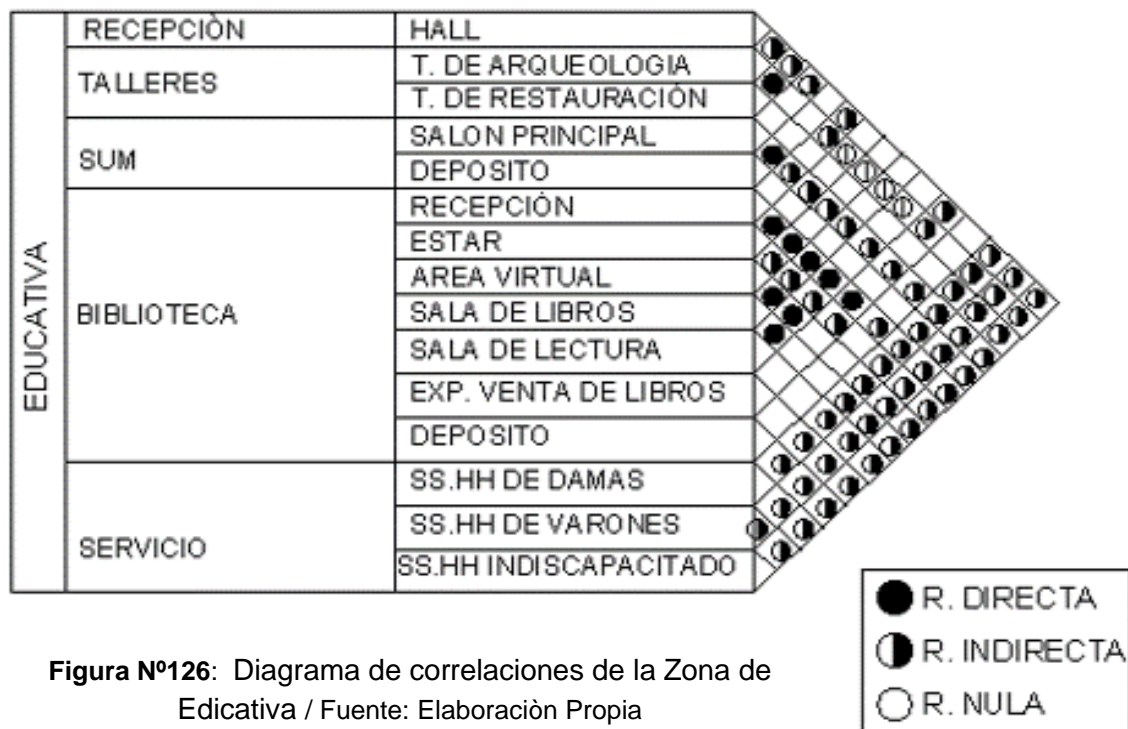 EDUCATIVA
RECEPCIÒN
HALL
TALLERES
T. DE ARQUEOLOGIA
T. DE RESTAURACIÓN
SUM
SALON PRINCIPAL
DEPOSITO
BIBLIOTECA
RECEPCIÓN
ESTAR
AREA VIRTUAL
SALA DE LIBROS
SALA DE LECTURA
EXP. VENTA DE LIBROS
DEPOSITO
SERVICIO
SS.HH DE DAMAS
SS.HH DE VARONES
SS.HH INDISCAPACITADO
R. DIRECTA
R. INDIRECTA
R. NULA
Figura Nº126: Diagrama de correlaciones de la Zona de
Edicativa / Fuente: Elaboraciòn Propia